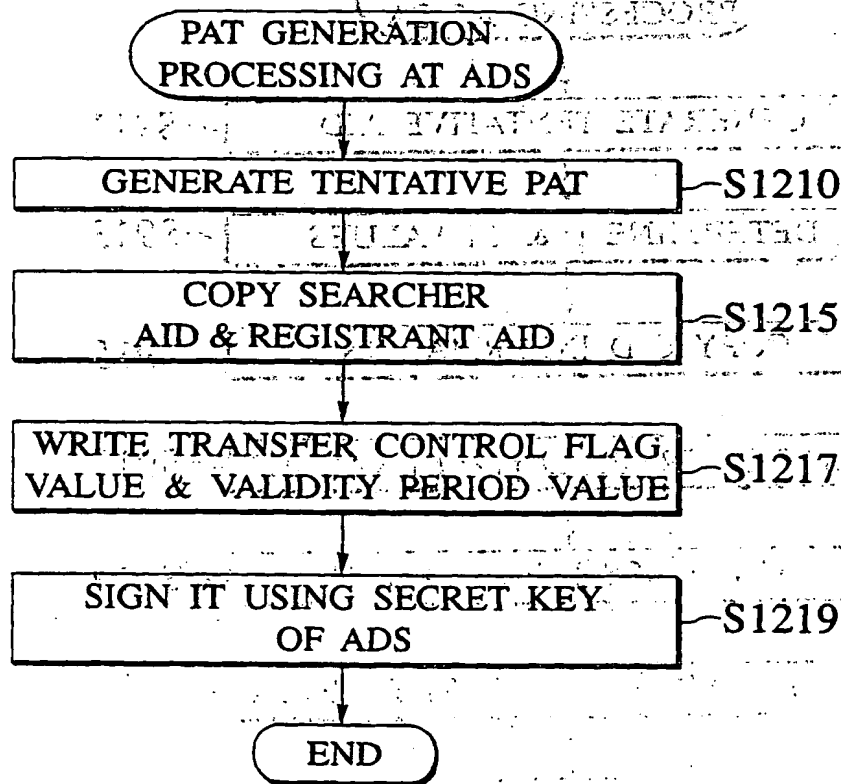 PAT GENERATION
PROCESSING AT ADS
GENERATE TENTATIVE PAT
S1210
COPY SEARCHER
AID & REGISTRANT AID
S1215
WRITE TRANSFER CONTROL FLAG
VALUE & VALIDITY PERIOD VALUE
S1217
SIGN IT USING SECRET KEY
OF ADS
S1219
END